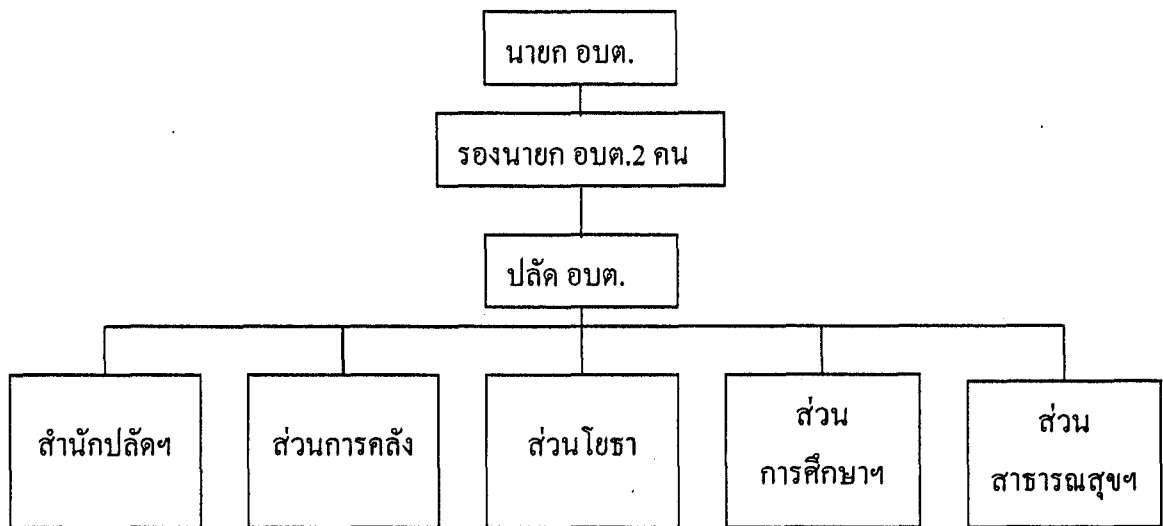 นายก อบต.
รองนายก อบต.2 คน
ปลัด อบต.
สำนักปลัดฯ
ส่วนการคลัง
ส่วนโยธา
ส่วน
การศึกษาฯ
ส่วน
สาธารณสุขฯ